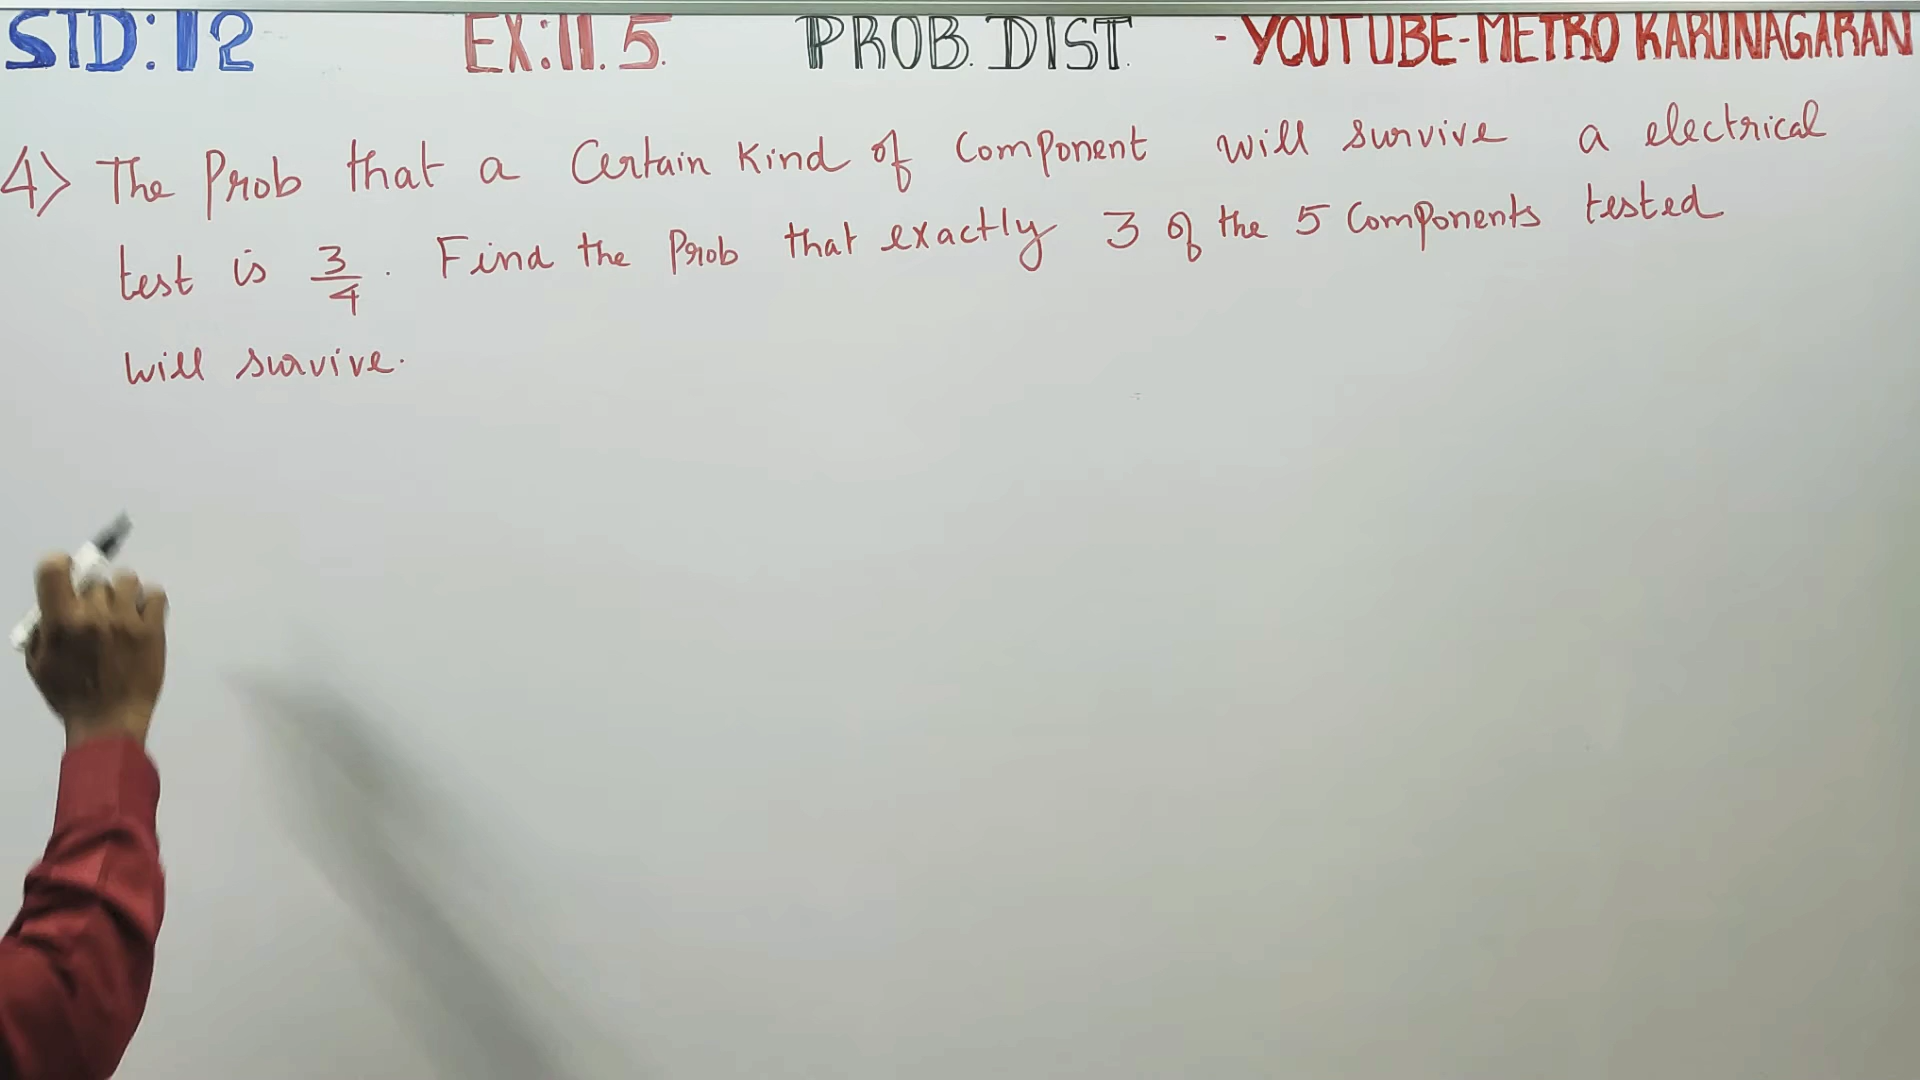 STD:12 EX:11.5. PROB. DIST. - YOUTUBE-METRO KARUNAGARAN
4) The Prob that a Certain Kind of Component will survive a electrical
test is 3/4. Find the Prob that exactly 3 of the 5 Components tested
will survive.